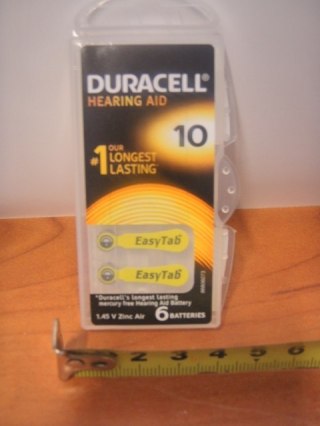 DURACELL®
HEARING AID
10
#1 OUR
LONGEST
LASTING*
EasyTab
EasyTab
*Duracell's longest lasting
mercury free Hearing Aid Battery
1.45 V Zinc Air 6 BATTERIES
2 3 4 5 6